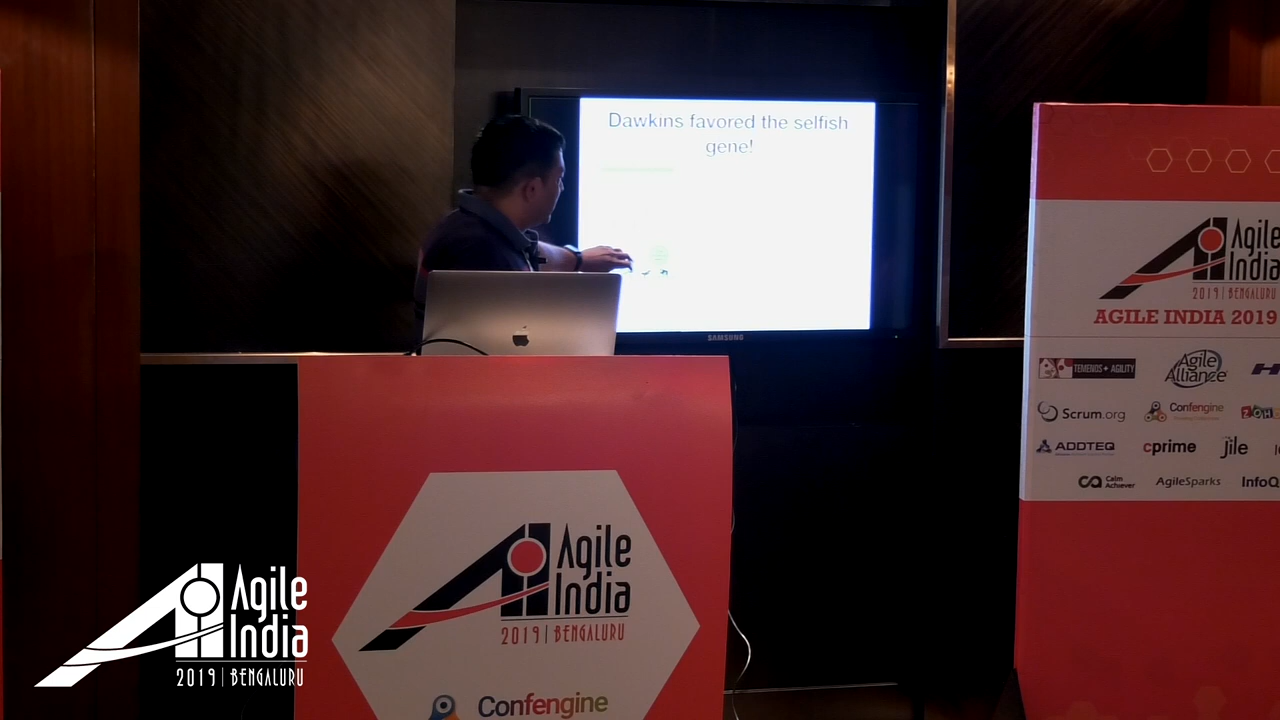 Dawkins favored the selfish
gene!
SAMSUNG
Agile
India
2019 | BENGALURU
AGILE INDIA 2019
TEMENOS + AGILITY
Agile
Alliance
Scrum.org
Confengine
ZOHO
ADDTEQ
cprime
Jile
Calm
Achiever
AgileSparks
InfoQ
Agile
India
2019 | BENGALURU
Confengine
Agile
India
2019 | BENGALURU